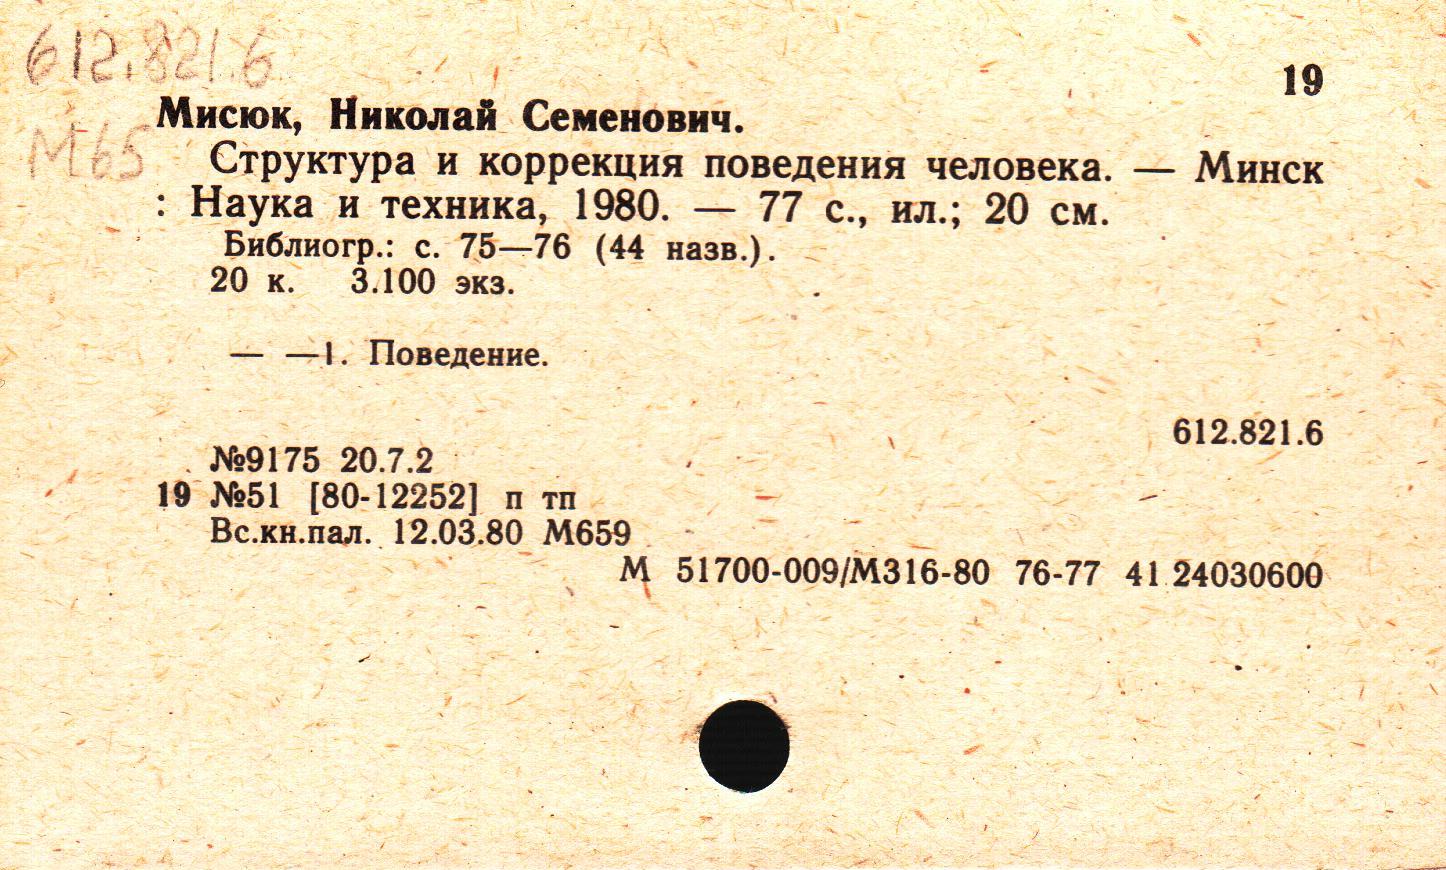 612.821.6
19
Мисюк, Николай Семенович.
М65
Структура и коррекция поведения человека. — Минск
: Наука и техника, 1980. — 77 с., ил.; 20 см.
Библиогр.: с. 75—76 (44 назв.).
20 к. 3.100 экз.
— —1. Поведение.
612.821.6
№9175 20.7.2
19 №51 [80-12252] п тп
Вс.кн.пал. 12.03.80 М659
М 51700-009/М316-80 76-77 41 24030600